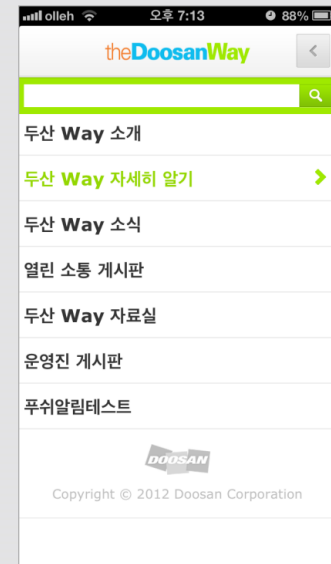 olleh 오후 7:13 88%
theDoosanWay
두산 Way 소개
두산 Way 자세히 알기
두산 Way 소식
열린 소통 게시판
두산 Way 자료실
운영진 게시판
푸쉬알림테스트
DOOSAN
Copyright © 2012 Doosan Corporation